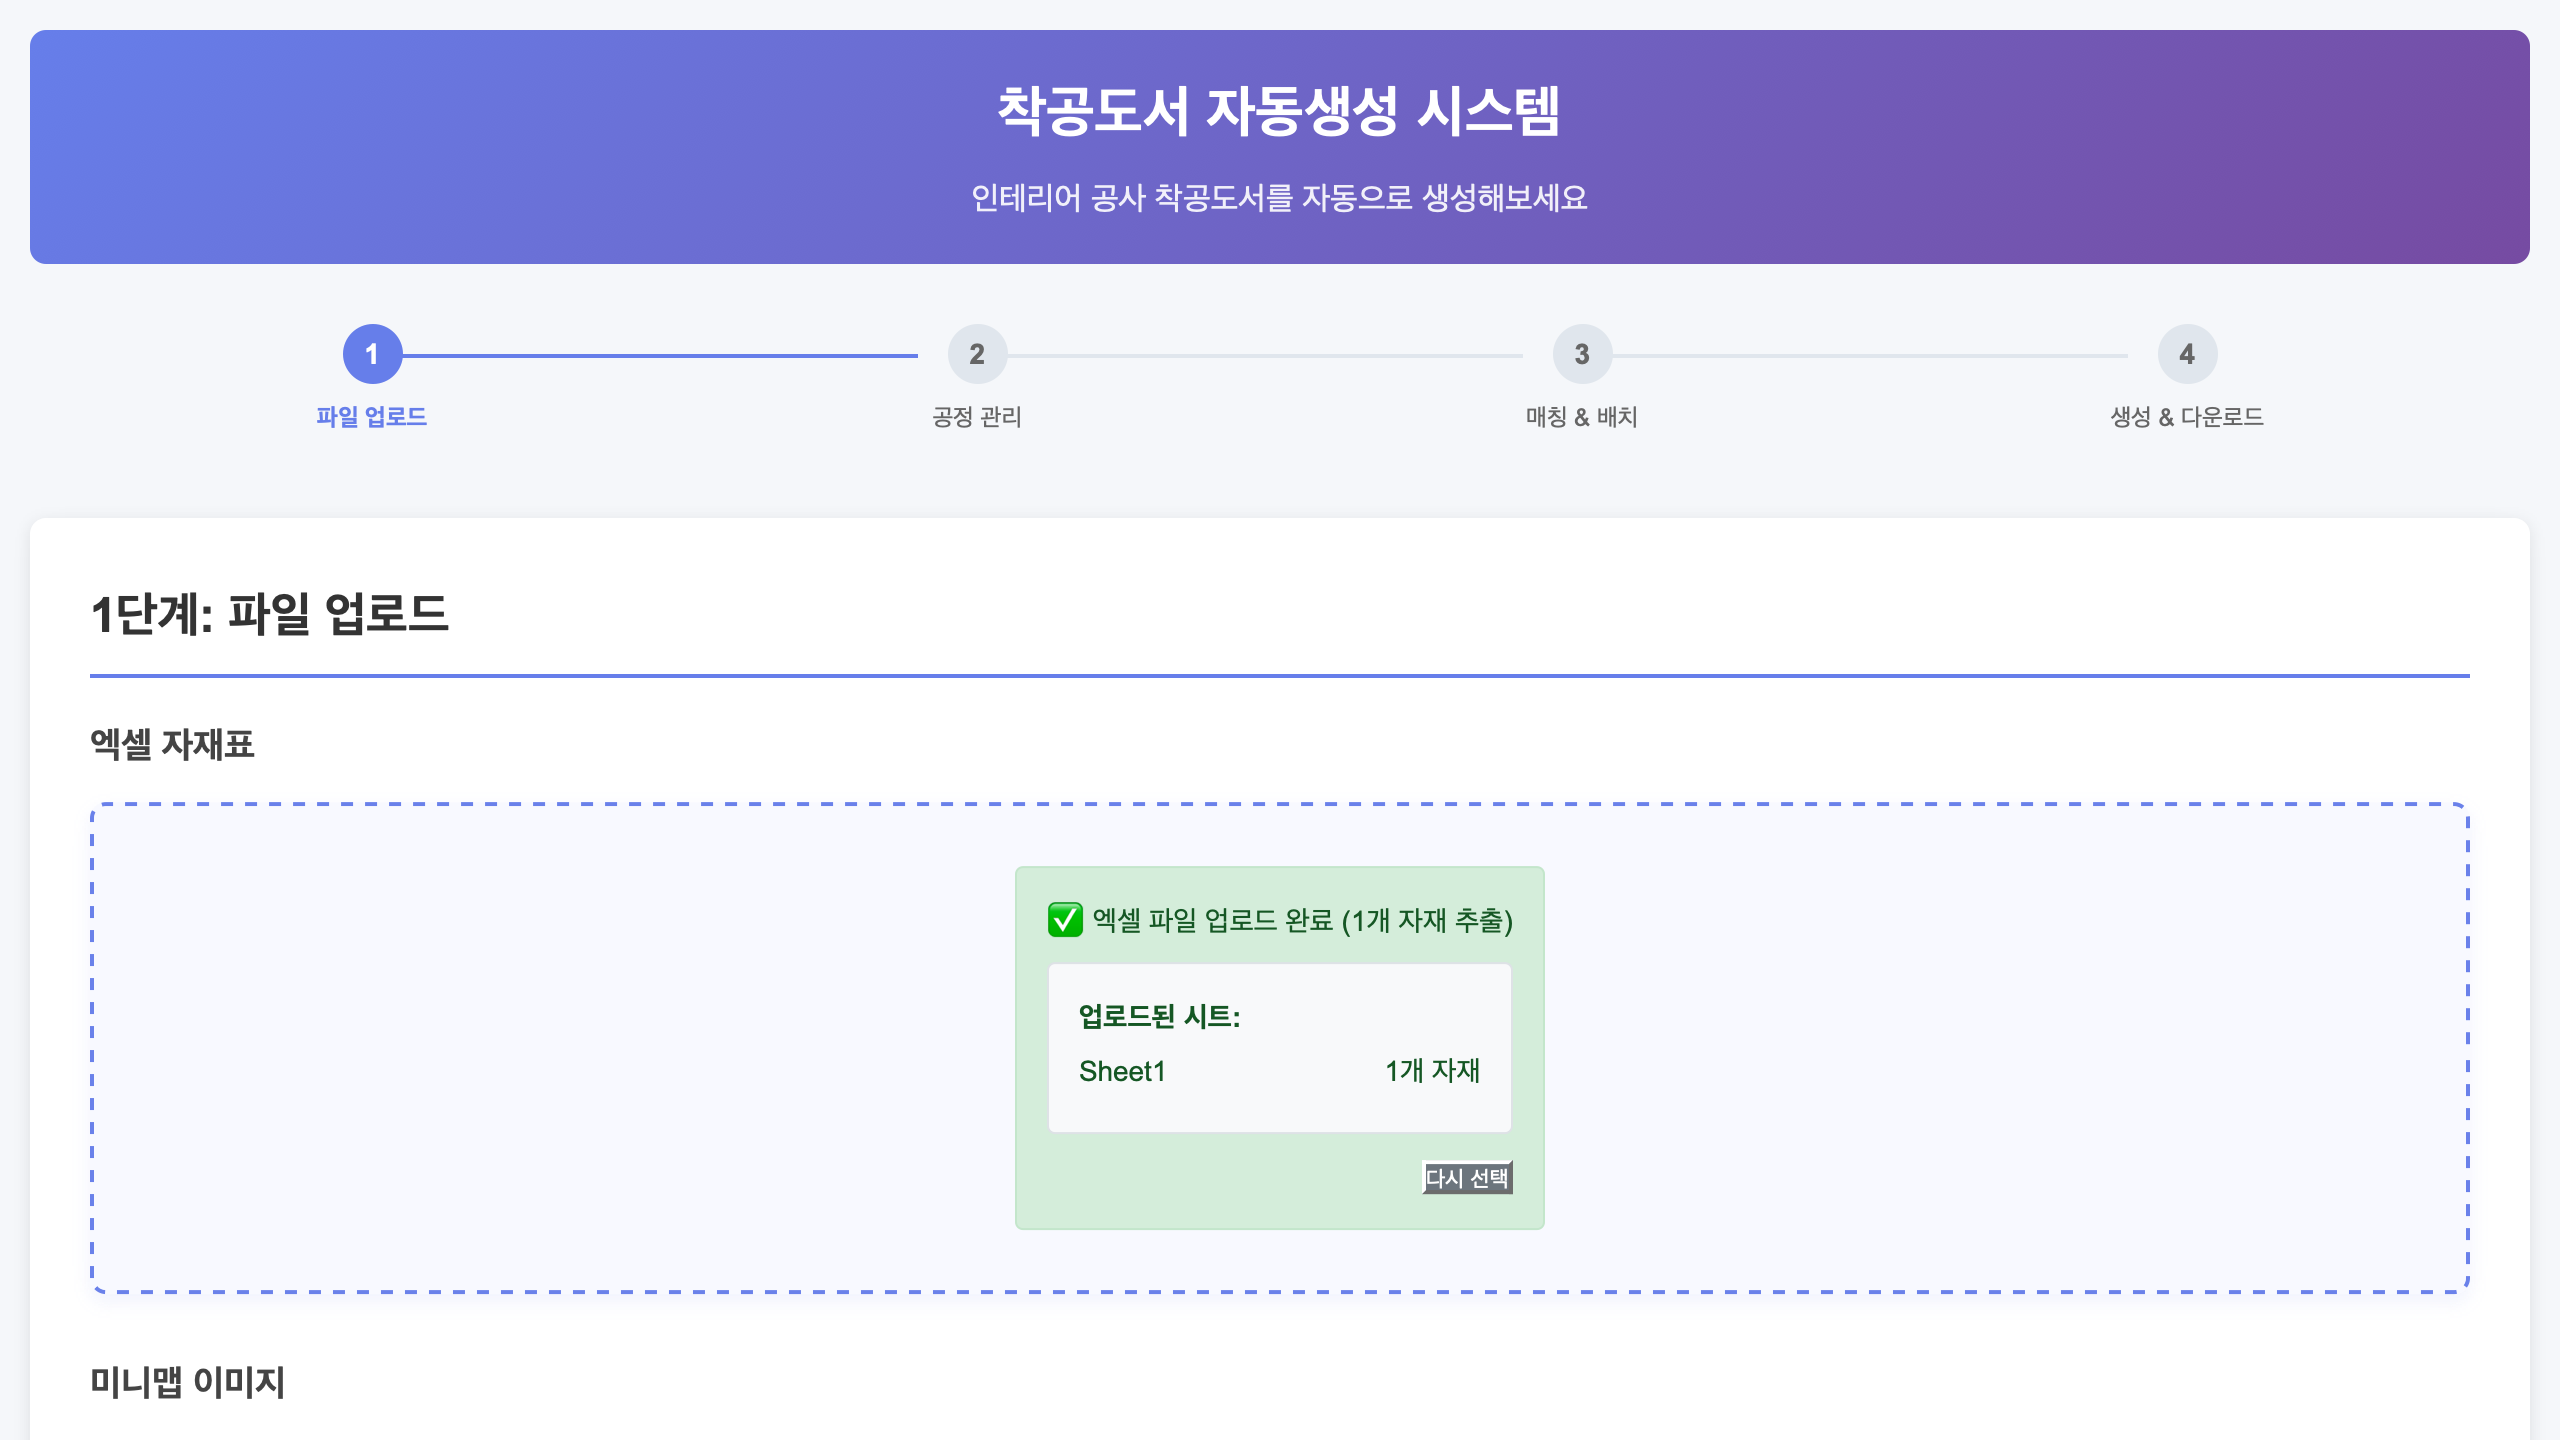 착공도서 자동생성 시스템
인테리어 공사 착공도서를 자동으로 생성해보세요
1
2
3
4
파일 업로드
공정 관리
매칭 & 배치
생성 & 다운로드
1단계: 파일 업로드
엑셀 자재표
✅ 엑셀 파일 업로드 완료 (1개 자재 추출)
업로드된 시트:
Sheet1 1개 자재
다시 선택
미니맵 이미지